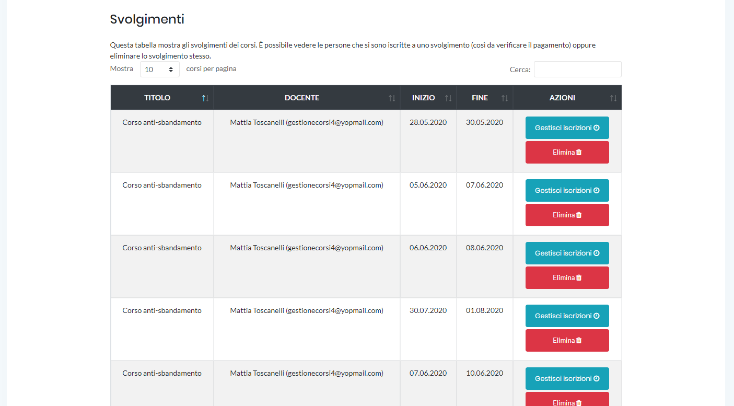 Svolgimenti
Questa tabella mostra gli svolgimenti dei corsi. È possibile vedere le persone che si sono iscritte a uno svolgimento (così da verificare il pagamento) oppure
eliminare lo svolgimento stesso.
Mostra 10 corsi per pagina Cerca:
TITOLO DOCENTE INIZIO FINE AZIONI
Corso anti-sbandamento Mattia Toscanelli (gestionecorsi4@yopmail.com) 28.05.2020 30.05.2020 Gestisci iscrizioni
Elimina
Corso anti-sbandamento Mattia Toscanelli (gestionecorsi4@yopmail.com) 05.06.2020 07.06.2020 Gestisci iscrizioni
Elimina
Corso anti-sbandamento Mattia Toscanelli (gestionecorsi4@yopmail.com) 06.06.2020 08.06.2020 Gestisci iscrizioni
Elimina
Corso anti-sbandamento Mattia Toscanelli (gestionecorsi4@yopmail.com) 30.07.2020 01.08.2020 Gestisci iscrizioni
Elimina
Corso anti-sbandamento Mattia Toscanelli (gestionecorsi4@yopmail.com) 07.06.2020 10.06.2020 Gestisci iscrizioni
Elimina